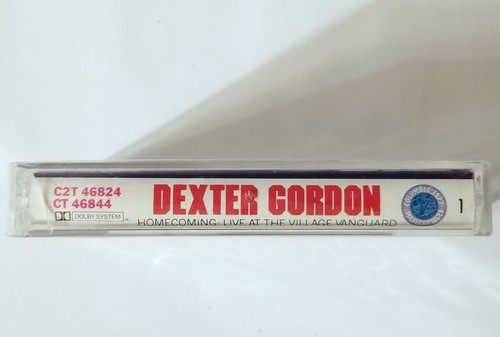 C2T 46824
CT 46844
DOLBY SYSTEM
DEXTER GORDON
HOMECOMING: LIVE AT THE VILLAGE VANGUARD
1